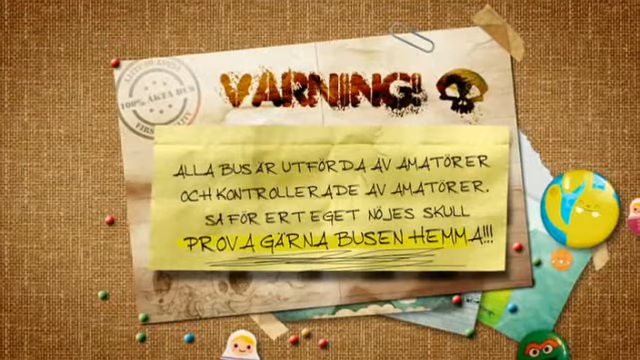 100% ÄKTA BUS
VARNING!
ALLA BUS ÄR UTFÖRDA AV AMATÖRER
OCH KONTROLLERADE AV AMATÖRER.
SÅ FÖR ERT EGET NÖJES SKULL
PROVA GÄRNA BUSEN HEMMA!!!